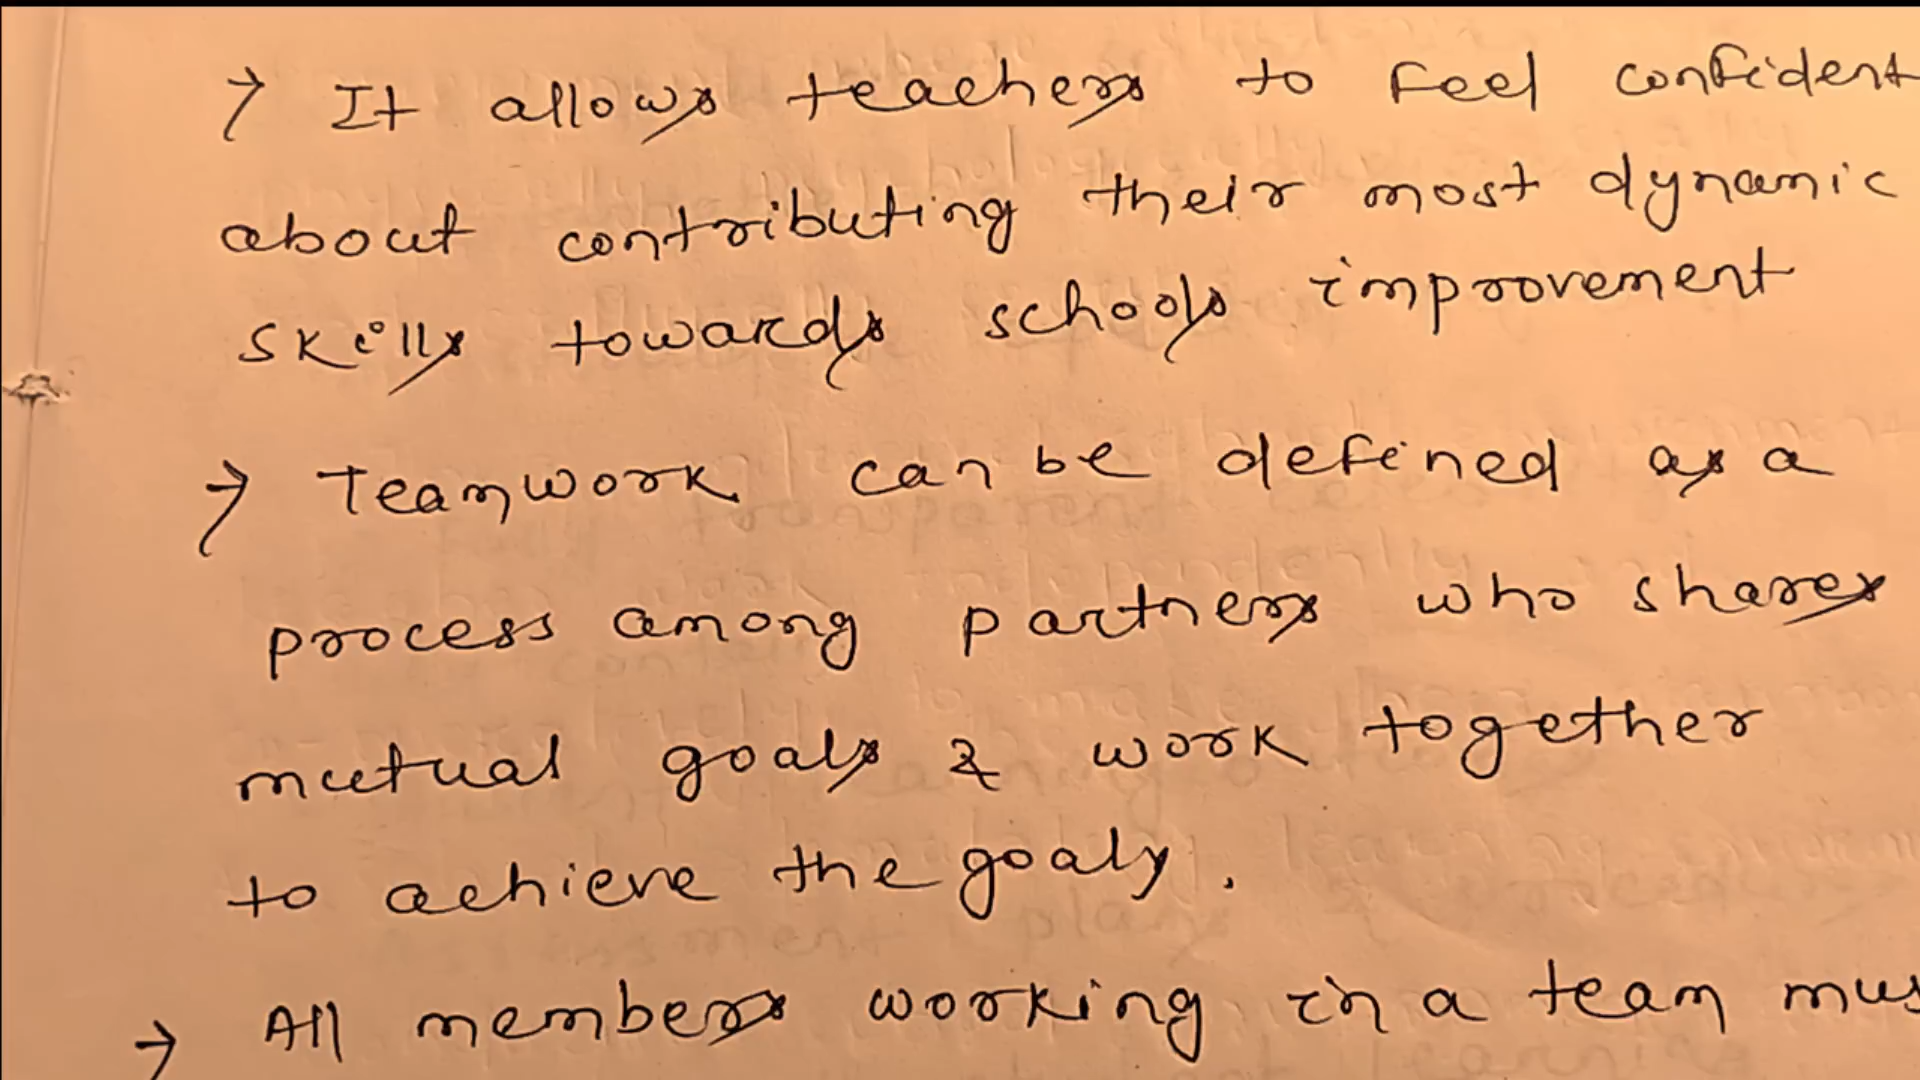 → It allows teachers to feel confident
about contributing their most dynamic
skills towards schools improvement
→ Teamwork can be defined as a
process among partners who shares
mutual goals & work together
to achieve the goals.
→ All members working in a team mus